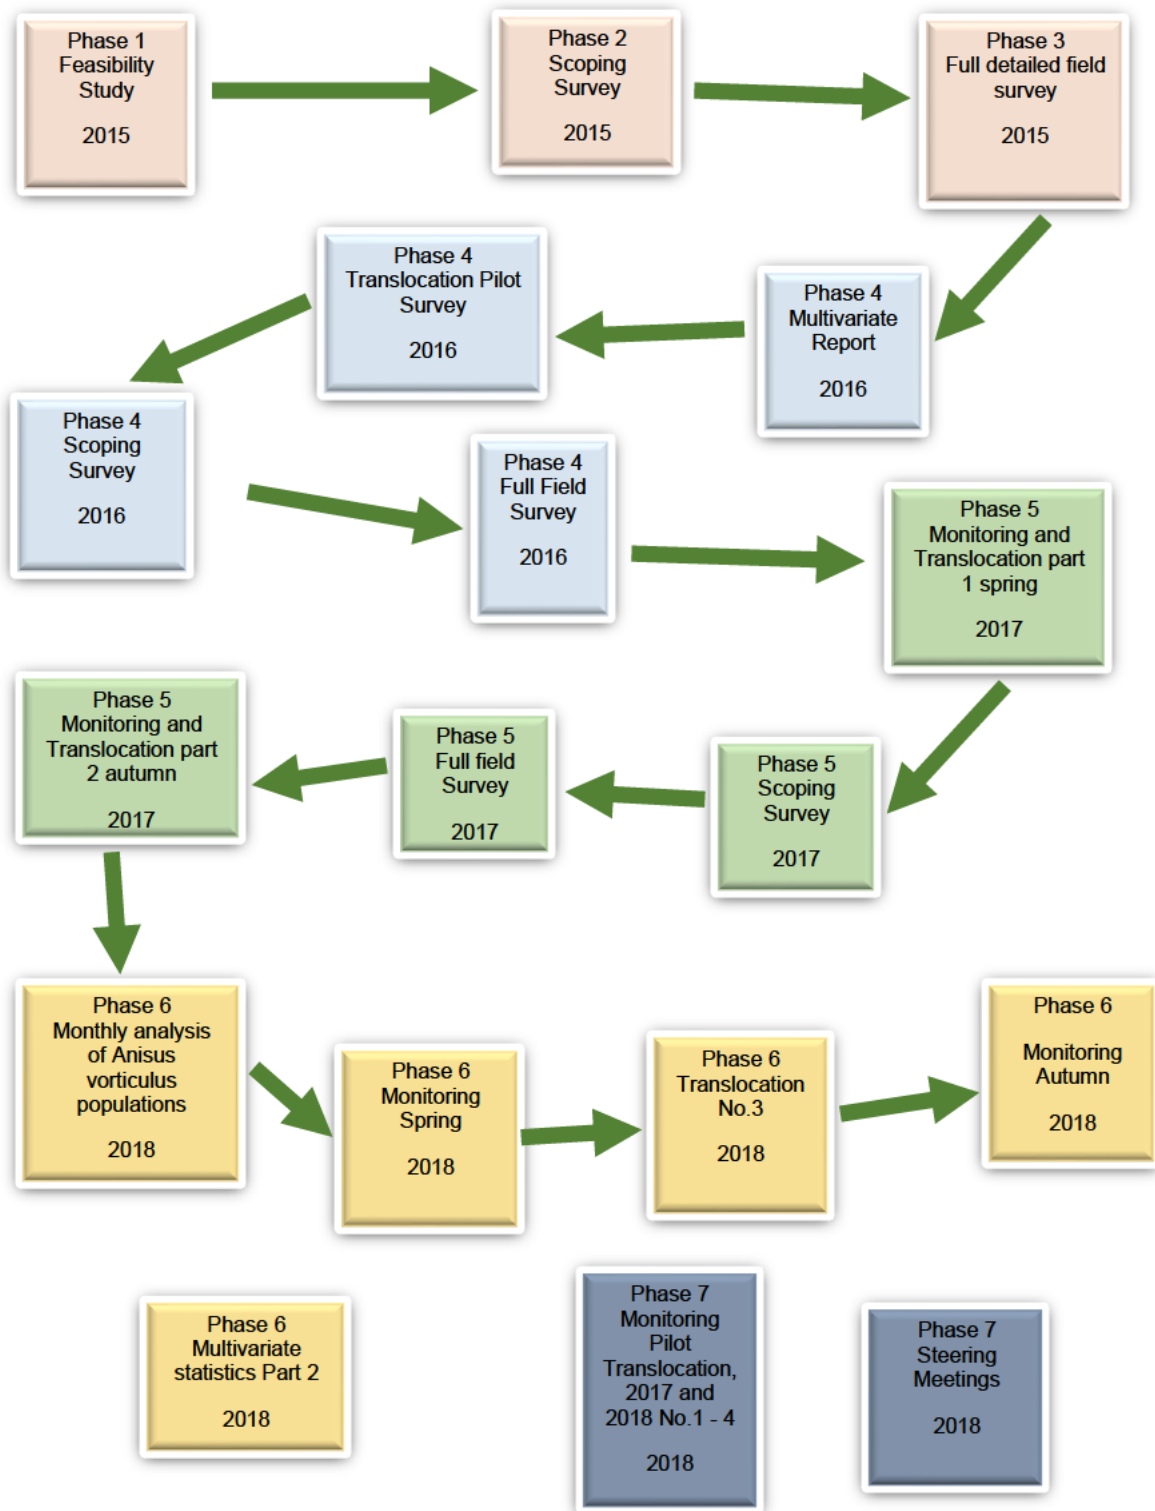 Phase 1
Feasibility
Study
2015
Phase 2
Scoping
Survey
2015
Phase 3
Full detailed field
survey
2015
Phase 4
Multivariate
Report
2016
Phase 4
Translocation Pilot
Survey
2016
Phase 4
Scoping
Survey
2016
Phase 4
Full Field
Survey
2016
Phase 5
Monitoring and
Translocation part
1 spring
2017
Phase 5
Scoping
Survey
2017
Phase 5
Full field
Survey
2017
Phase 5
Monitoring and
Translocation part
2 autumn
2017
Phase 6
Monthly analysis
of Anisus
vorticulus
populations
2018
Phase 6
Monitoring
Spring
2018
Phase 6
Translocation
No.3
2018
Phase 6
Monitoring
Autumn
2018
Phase 6
Multivariate
statistics Part 2
2018
Phase 7
Monitoring
Pilot
Translocation,
2017 and
2018 No.1 - 4
2018
Phase 7
Steering
Meetings
2018